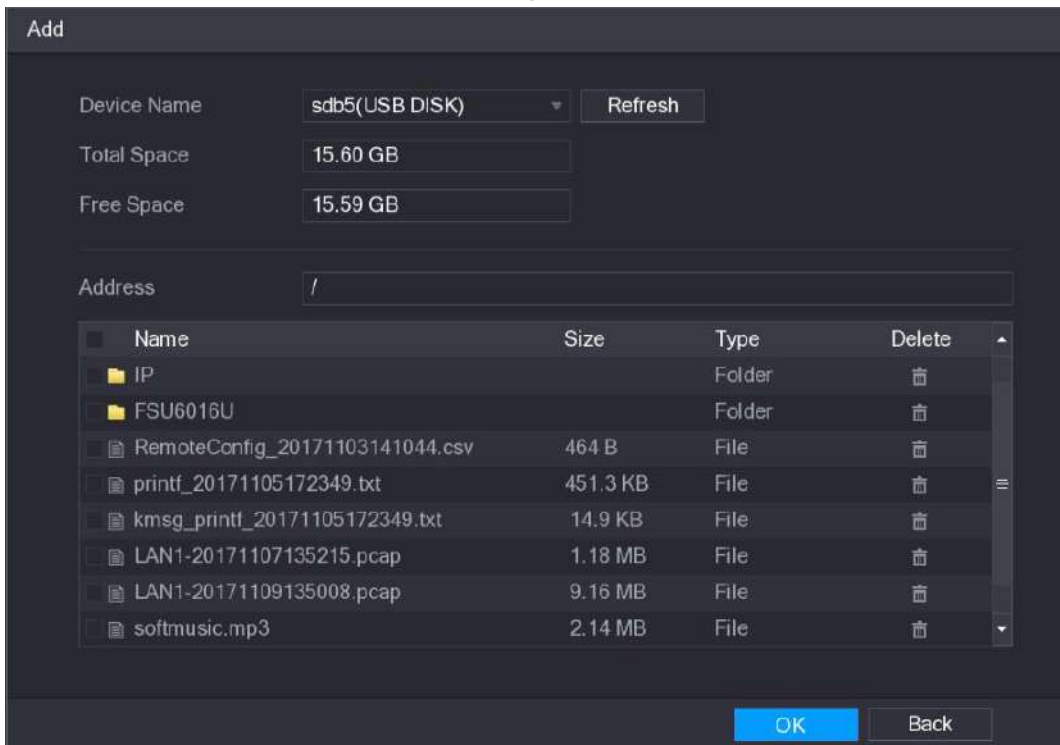 Add
Device Name sdb5(USB DISK) Refresh
Total Space 15.60 GB
Free Space 15.59 GB
Address /
Name Size Type Delete
IP Folder
FSU6016U Folder
RemoteConfig_20171103141044.csv 464 B File
printf_20171105172349.txt 451.3 KB File
kmsg_printf_20171105172349.txt 14.9 KB File
LAN1-20171107135215.pcap 1.18 MB File
LAN1-20171109135008.pcap 9.16 MB File
softmusic.mp3 2.14 MB File
OK Back